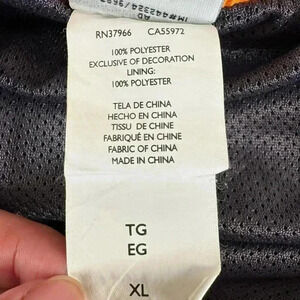 RN37966 CA55972
100% POLYESTER
EXCLUSIVE OF DECORATION
LINING:
100% POLYESTER
TELA DE CHINA
HECHO EN CHINA
TISSU DE CHINE
FABRIQUÉ EN CHINE
FABRIC OF CHINA
MADE IN CHINA
TG
EG
XL